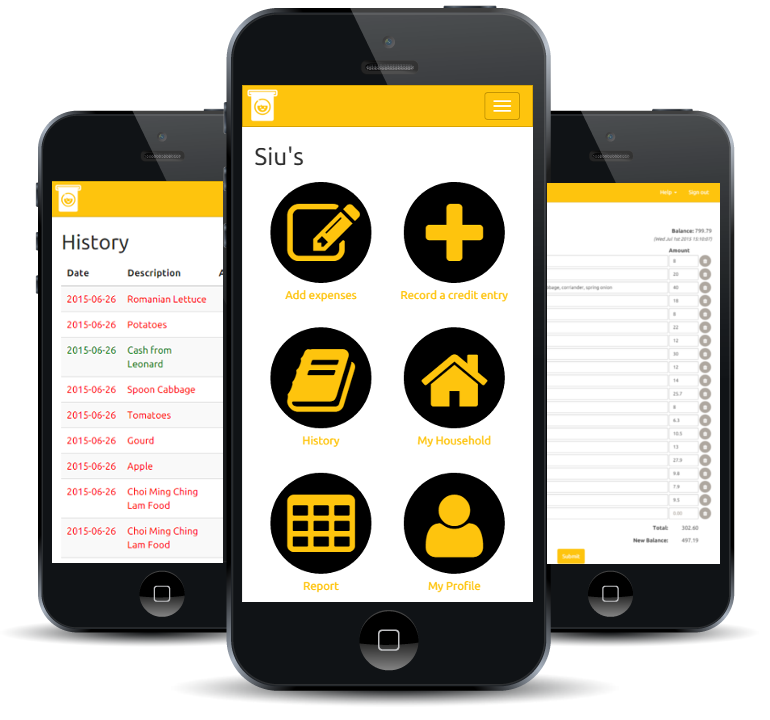 History
Date Description
2015-06-26 Romanian Lettuce
2015-06-26 Potatoes
2015-06-26 Cash from
Leonard
2015-06-26 Spoon Cabbage
2015-06-26 Tomatoes
2015-06-26 Gourd
2015-06-26 Apple
2015-06-26 Choi Ming Ching
Lam Food
2015-06-26 Choi Ming Ching
Lam Food
Siu's
Add expenses Record a credit entry
History My Household
Report My Profile
Help Sign out
Balance: 799.79
Amount
8
20
corriander, spring onion 40
18
8
22
12
30
12
14
25.7
8
6.3
10.5
13
27.9
9.8
7.9
9.5
0.00
Total: 302.60
New Balance: 497.19
Submit